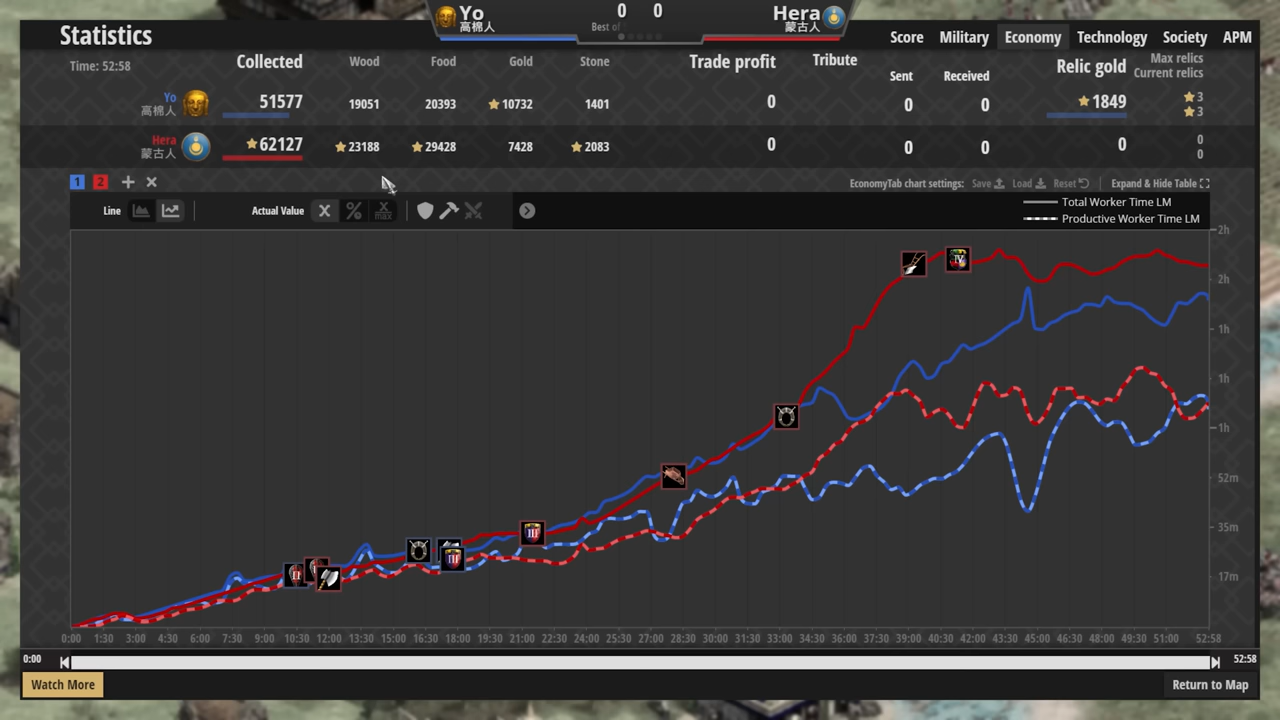 Yo
高棉人
0 0
Best of
Hera
蒙古人
Statistics
Score Military Economy Technology Society APM
Time: 52:58
Collected Wood Food Gold Stone Trade profit Tribute Sent Received Relic gold Max relics
Current relics
Yo
高棉人
51577 19051 20393 10732 1401 0 0 0 1849 3
3
Hera
蒙古人
62127 23188 29428 7428 2083 0 0 0 0 0
0
1 2 + ×
EconomyTab chart settings: Save Load Reset Expand & Hide Table
Line Actual Value X % X
max
Total Worker Time LM
Productive Worker Time LM
2h
2h
1h
1h
1h
52m
35m
17m
II
III
III
IV
0:00 1:30 3:00 4:30 6:00 7:30 9:00 10:30 12:00 13:30 15:00 16:30 18:00 19:30 21:00 22:30 24:00 25:30 27:00 28:30 30:00 31:30 33:00 34:30 36:00 37:30 39:00 40:30 42:00 43:30 45:00 46:30 48:00 49:30 51:00 52:58
0:00 52:58
Watch More Return to Map